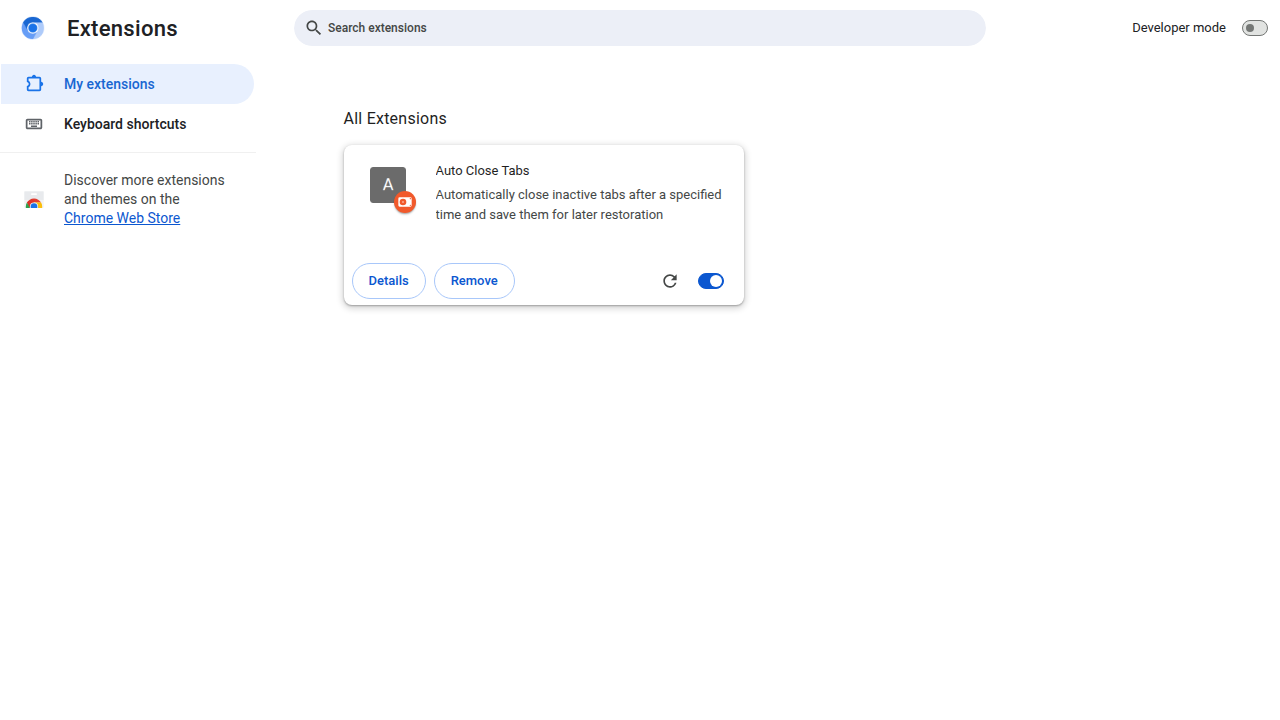 Extensions
Search extensions
Developer mode
My extensions
Keyboard shortcuts
Discover more extensions
and themes on the
Chrome Web Store
All Extensions
A
Auto Close Tabs
Automatically close inactive tabs after a specified
time and save them for later restoration
Details
Remove